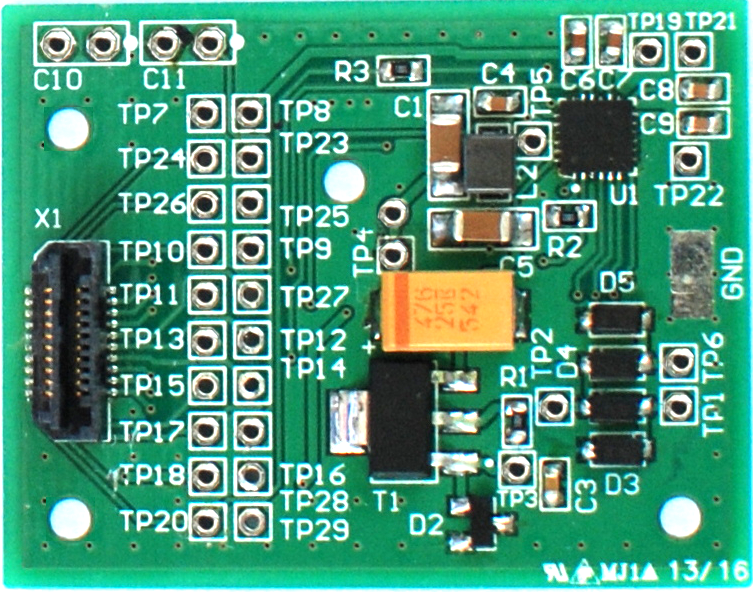 TP19 TP21
C10 C11
R3 C4 TP5 C6 C7 C8
TP7 TP8 C1 C9
TP23
TP24 L2 U1 TP22
TP26 TP25 R2
X1
TP10 TP9 TP4 C5
GND
TP11 TP27 D5
476
25B
542
+
TP13 TP12 TP2 D4 TP6
TP14
TP15 R1 TP1
TP17
TP18 TP16 T1 TP3 C3 D3
TP28
TP20 TP29 D2
MJ1 13/16